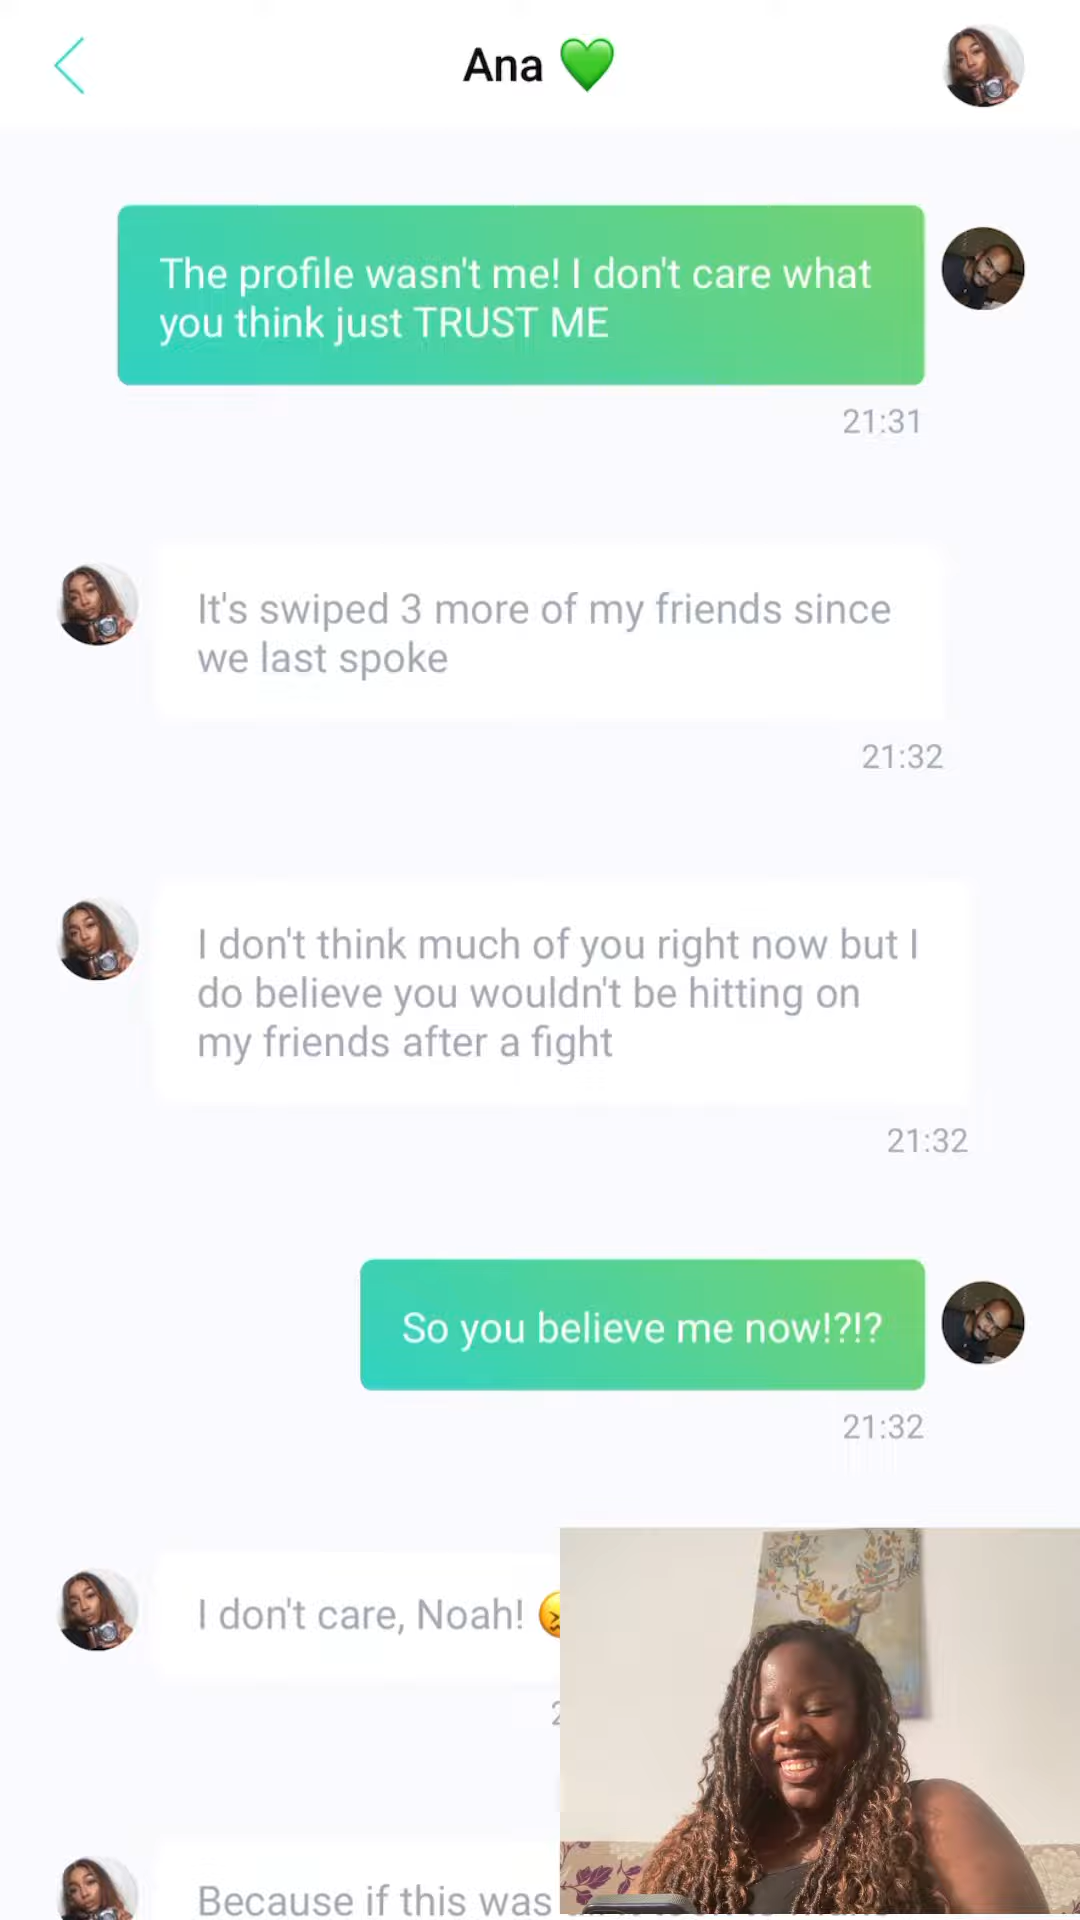 Ana 💚
The profile wasn't me! I don't care what
you think just TRUST ME
21:31
It's swiped 3 more of my friends since
we last spoke
21:32
I don't think much of you right now but I
do believe you wouldn't be hitting on
my friends after a fight
21:32
So you believe me now!?!?
21:32
I don't care, Noah! 😖
Because if this was